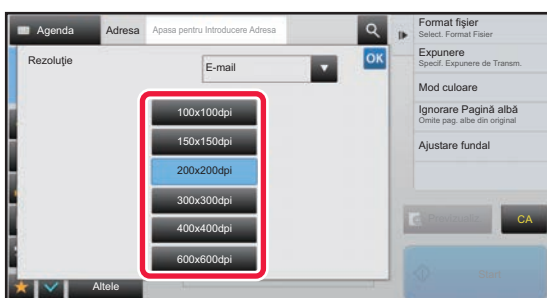 Agenda
Adresa
Apasa pentru Introducere Adresa
Rezoluţie
E-mail
OK
100x100dpi
150x150dpi
200x200dpi
300x300dpi
400x400dpi
600x600dpi
Altele
Format fişier
Select. Format Fisier
Expunere
Specif. Expunere de Transm.
Mod culoare
Ignorare Pagină albă
Omite pag. albe din original
Ajustare fundal
CA